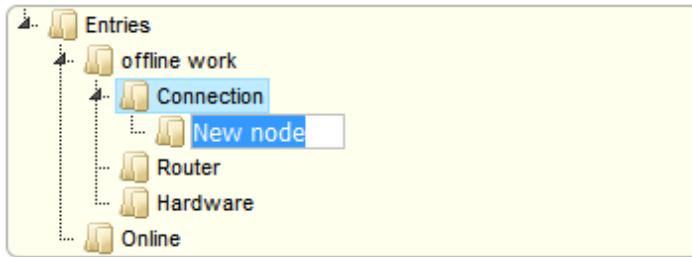 Entries
offline work
Connection
New node
Router
Hardware
Online